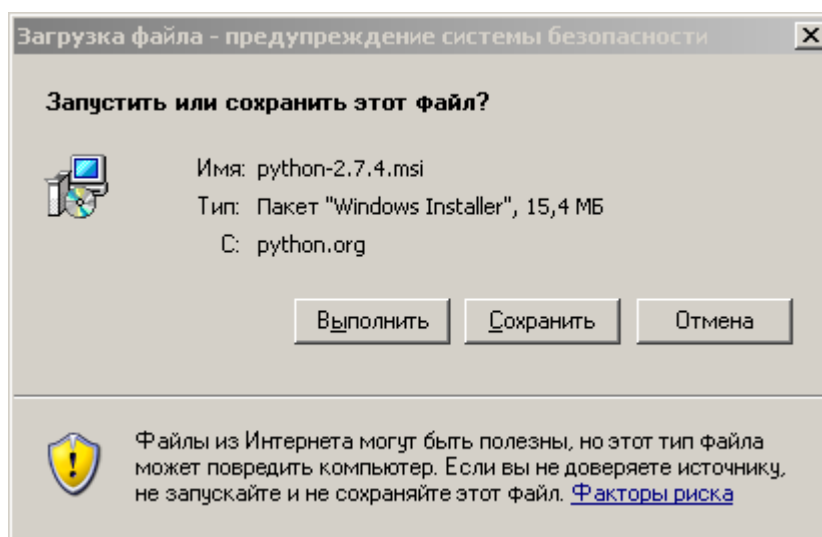 Загрузка файла - предупреждение системы безопасности
Запустить или сохранить этот файл?
Имя: python-2.7.4.msi
Тип: Пакет "Windows Installer", 15,4 МБ
С: python.org
Выполнить Сохранить Отмена
Файлы из Интернета могут быть полезны, но этот тип файла
может повредить компьютер. Если вы не доверяете источнику,
не запускайте и не сохраняйте этот файл. Факторы риска